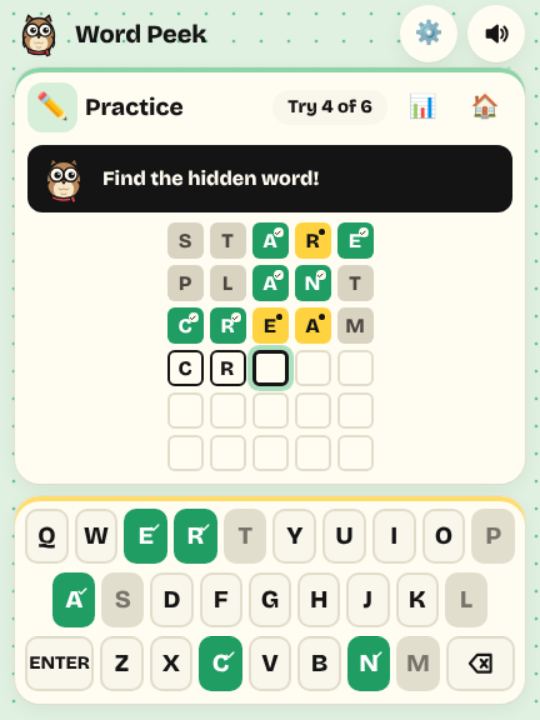 Word Peek
Practice
Try 4 of 6
Find the hidden word!
S T A R E
P L A N T
C R E A M
C R
Q W E R T Y U I O P
A S D F G H J K L
ENTER Z X C V B N M